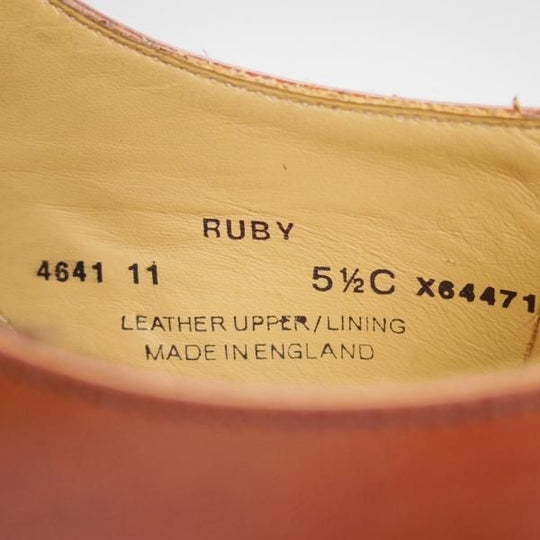 RUBY
4641 11 5½C X64471
LEATHER UPPER/LINING
MADE IN ENGLAND